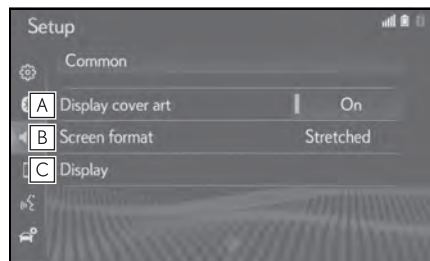 Setup
Common
A Display cover art On
B Screen format Stretched
C Display